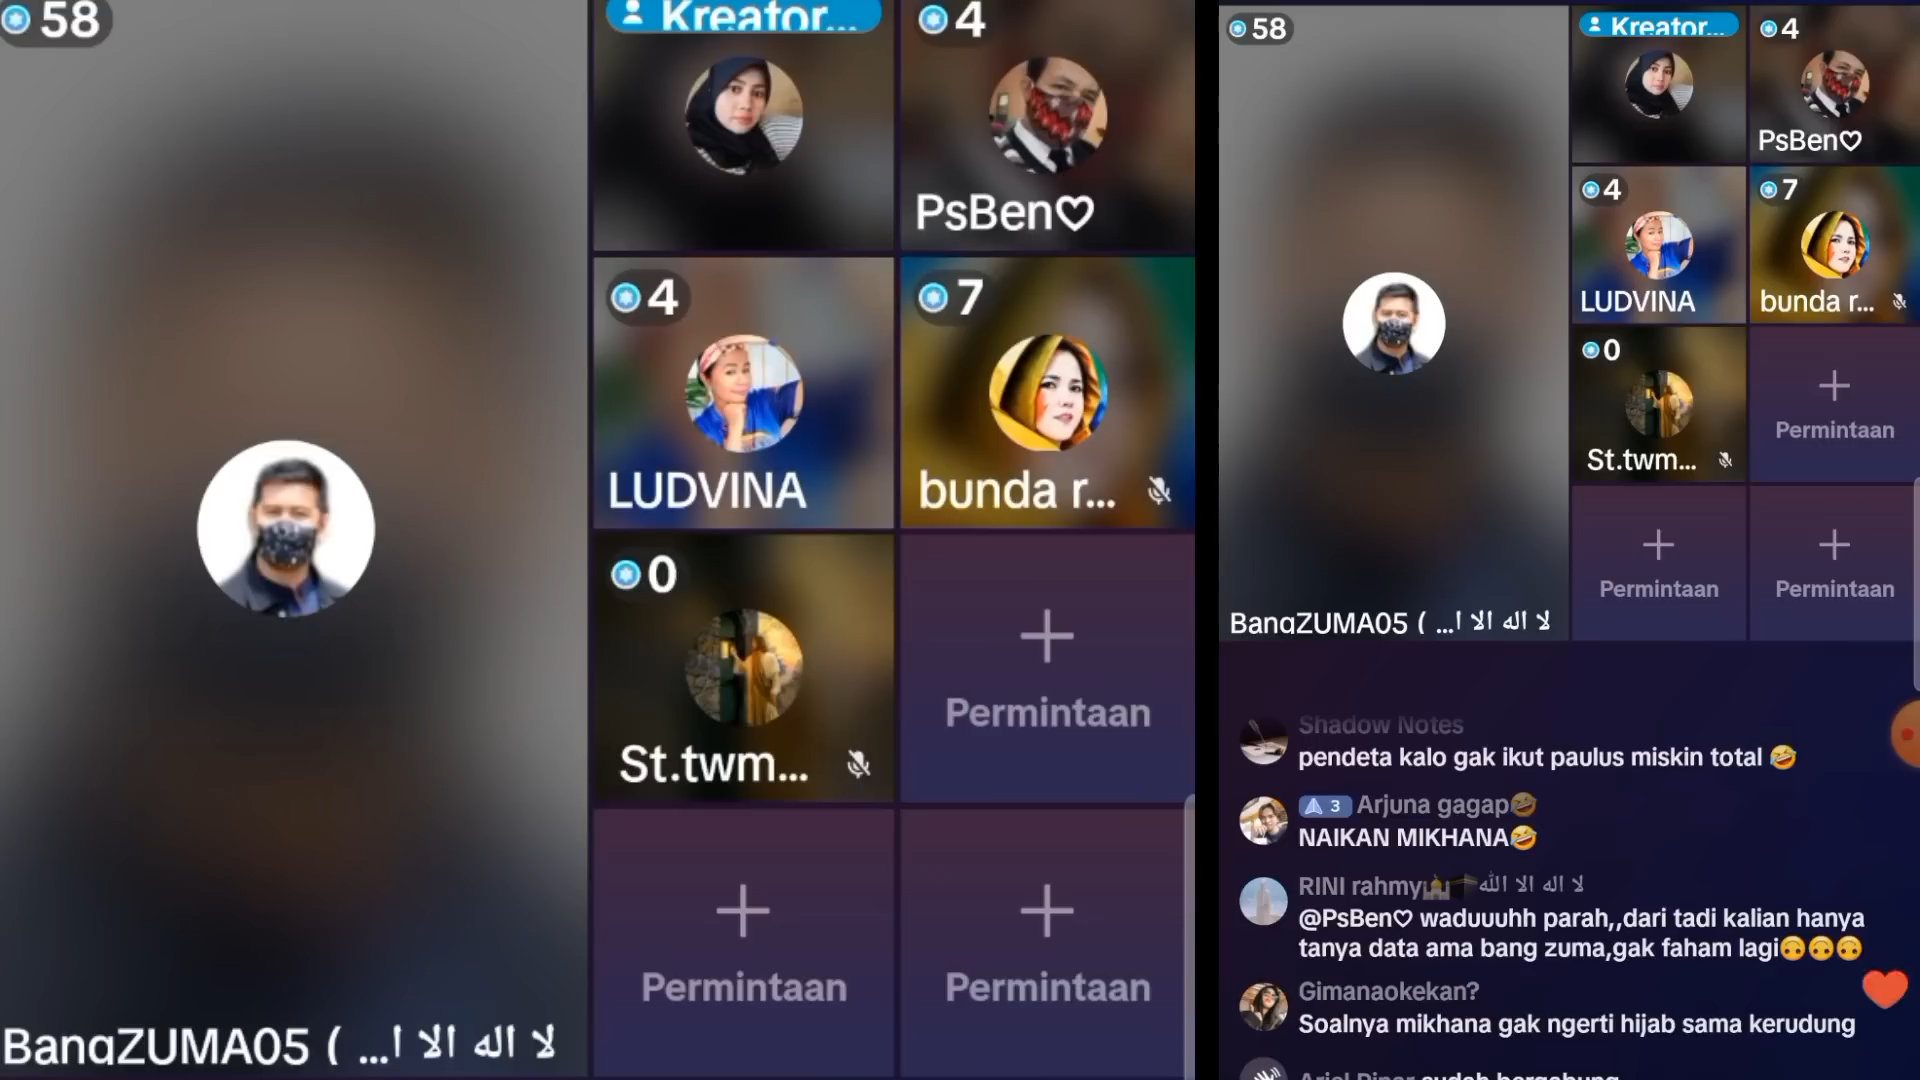 58
Kreator...
4
PsBen♡
4
LUDVINA
7
bunda r...
0
St.twm...
Permintaan
Permintaan
Permintaan
BangZUMA05 ( ...لا اله الا ا
58
Kreator...
4
PsBen♡
4
LUDVINA
7
bunda r...
0
St.twm...
Permintaan
Permintaan
Permintaan
BangZUMA05 ( ...لا اله الا ا
Shadow Notes
pendeta kalo gak ikut paulus miskin total 🤣
3 Arjuna gagap🤣
NAIKAN MIKHANA🤣
RINI rahmy🕌🕋لا اله الا الله
@PsBen♡ waduuuhh parah,,dari tadi kalian hanya
tanya data ama bang zuma,gak faham lagi🙃🙃🙃
Gimanaokekan?
Soalnya mikhana gak ngerti hijab sama kerudung
sudah bergabung